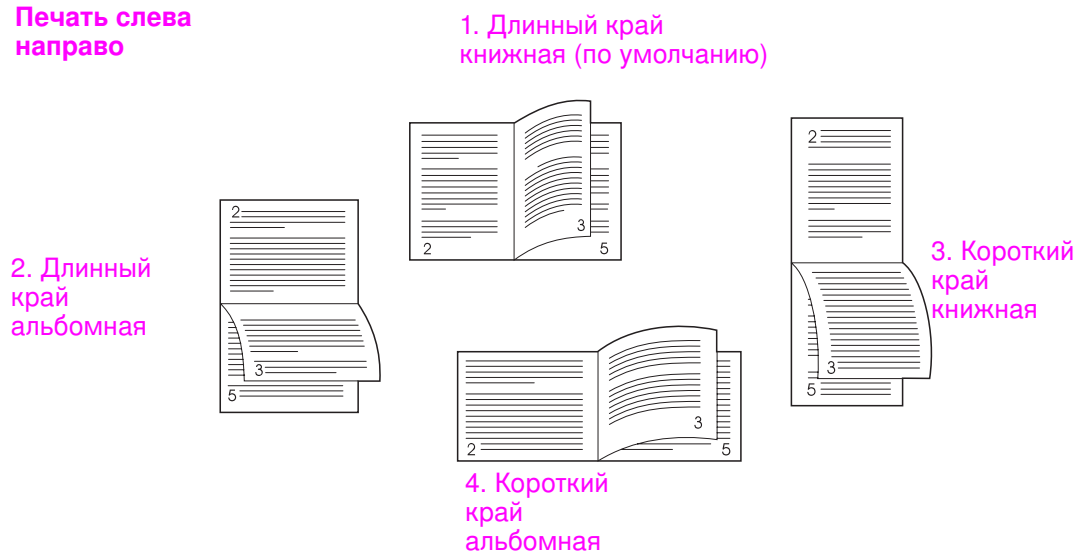 Печать слева
направо
1. Длинный край
книжная (по умолчанию)
2
3
5
2. Длинный
край
альбомная
2
3
5
3. Короткий
край
книжная
2
3
5
4. Короткий
край
альбомная
2
3
5